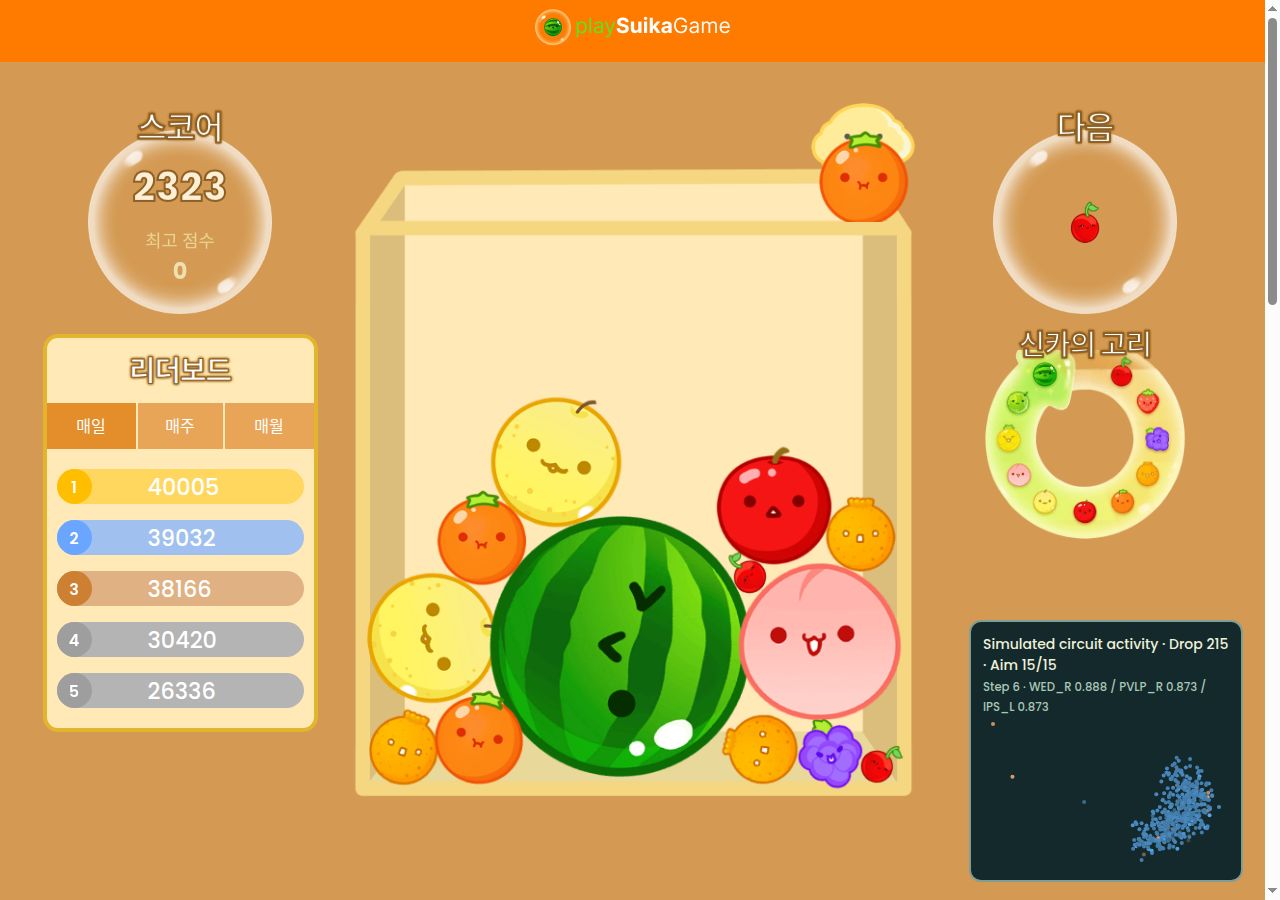 playSuikaGame
스코어
2323
최고 점수
0
다음
신카의 고리
리더보드
매일
매주
매월
1
40005
2
39032
3
38166
4
30420
5
26336
Simulated circuit activity · Drop 215
· Aim 15/15
Step 6 · WED_R 0.888 / PVLP_R 0.873 /
IPS_L 0.873